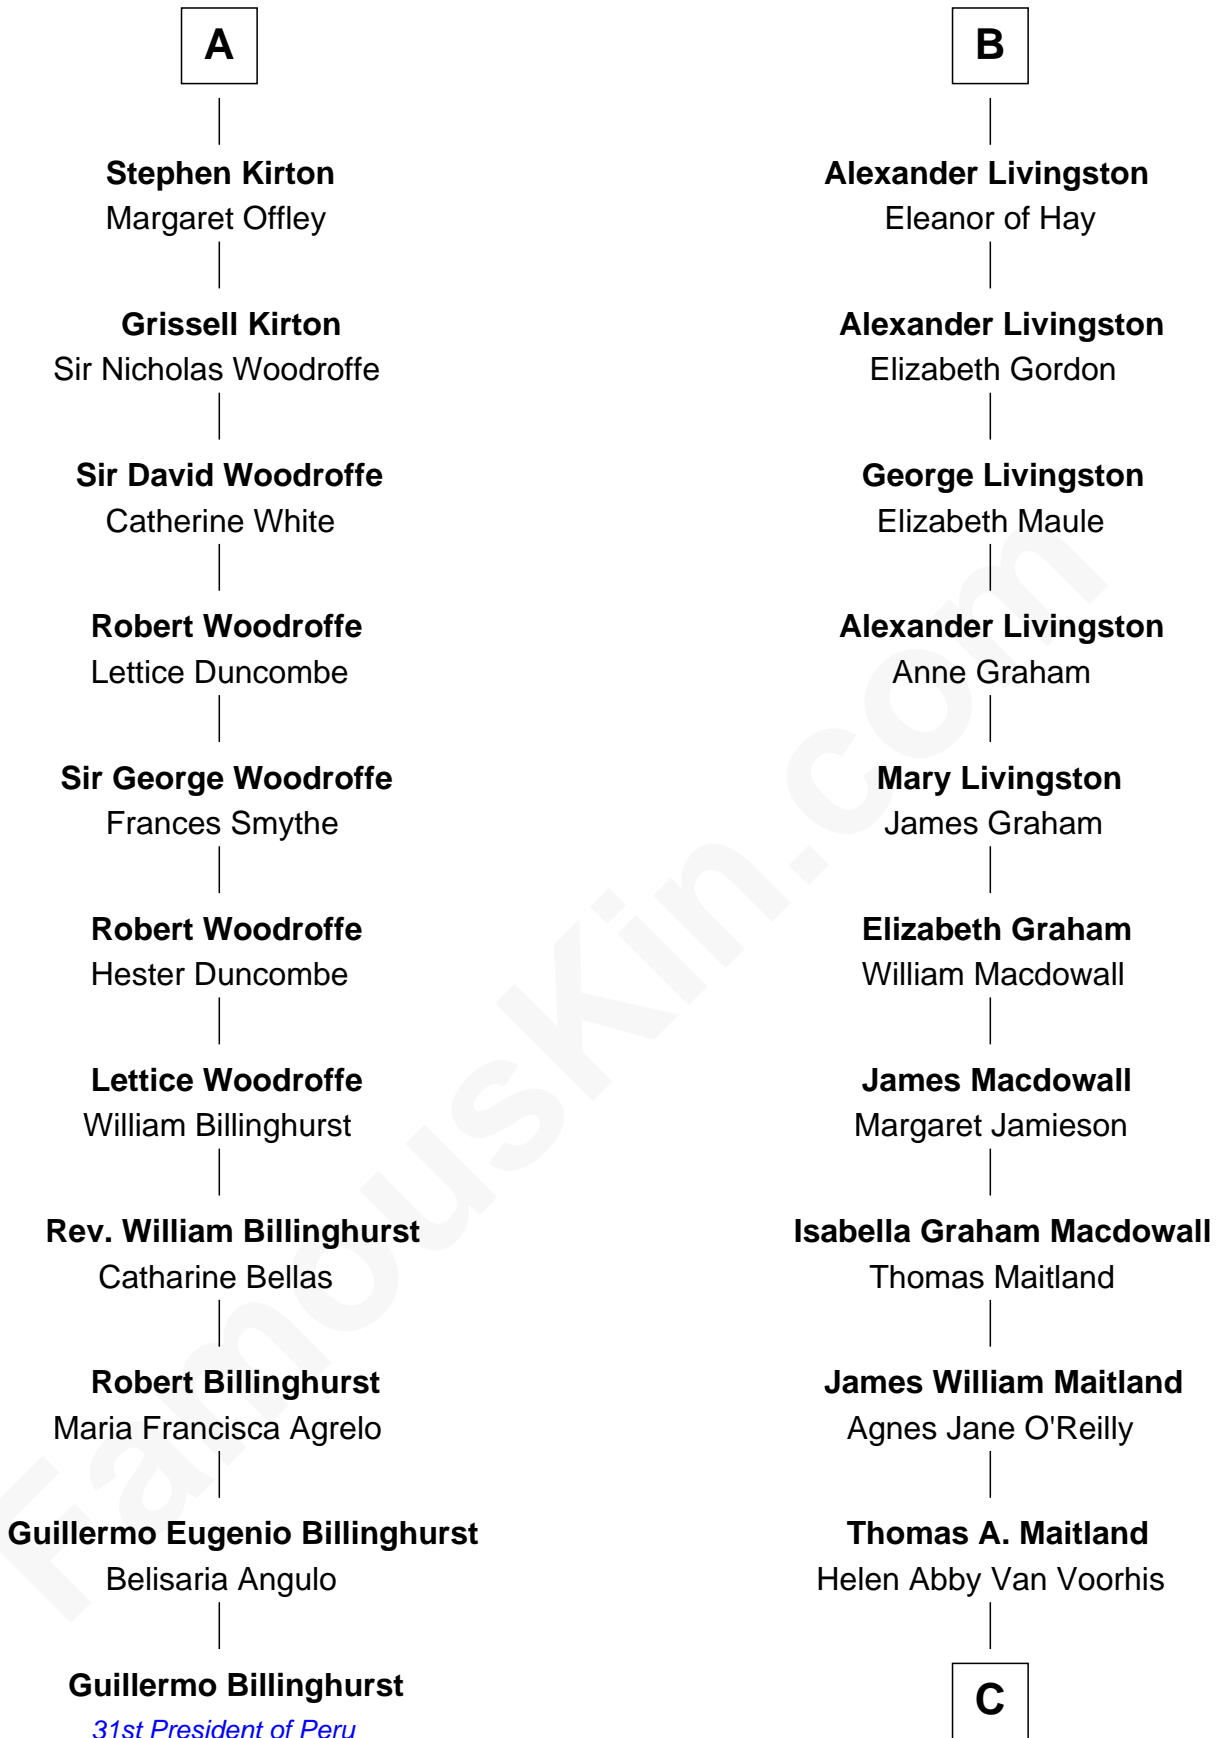 A
Stephen Kirton
Margaret Offley
Grissell Kirton
Sir Nicholas Woodroffe
Sir David Woodroffe
Catherine White
Robert Woodroffe
Lettice Duncombe
Sir George Woodroffe
Frances Smythe
Robert Woodroffe
Hester Duncombe
Lettice Woodroffe
William Billinghurst
Rev. William Billinghurst
Catharine Bellas
Robert Billinghurst
Maria Francisca Agrelo
Guillermo Eugenio Billinghurst
Belisaria Angulo
Guillermo Billinghurst
31st President of Peru
B
Alexander Livingston
Eleanor of Hay
Alexander Livingston
Elizabeth Gordon
George Livingston
Elizabeth Maule
Alexander Livingston
Anne Graham
Mary Livingston
James Graham
Elizabeth Graham
William Macdowall
James Macdowall
Margaret Jamieson
Isabella Graham Macdowall
Thomas Maitland
James William Maitland
Agnes Jane O'Reilly
Thomas A. Maitland
Helen Abby Van Voorhis
C
FamousKin.com